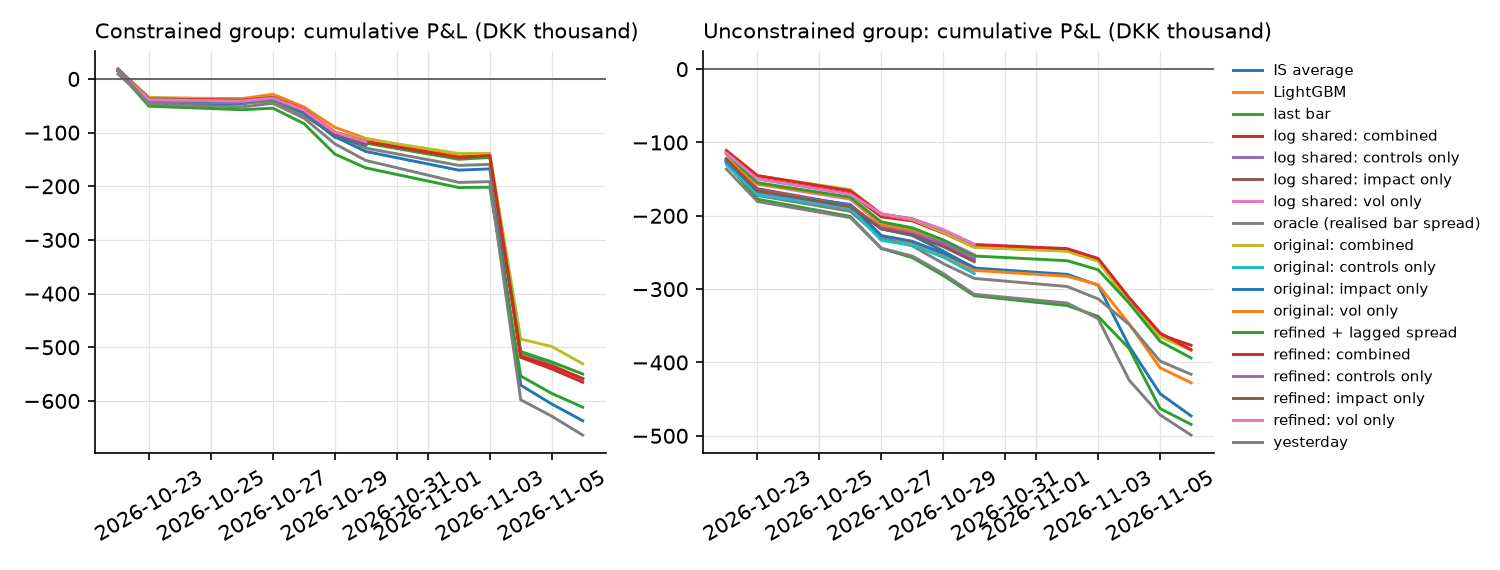 Constrained group: cumulative P&L (DKK thousand)
0
−100
−200
−300
−400
−500
−600
2026-10-23
2026-10-25
2026-10-27
2026-10-29
2026-10-31
2026-11-01
2026-11-03
2026-11-05
Unconstrained group: cumulative P&L (DKK thousand)
0
−100
−200
−300
−400
−500
2026-10-23
2026-10-25
2026-10-27
2026-10-29
2026-10-31
2026-11-01
2026-11-03
2026-11-05
IS average
LightGBM
last bar
log shared: combined
log shared: controls only
log shared: impact only
log shared: vol only
oracle (realised bar spread)
original: combined
original: controls only
original: impact only
original: vol only
refined + lagged spread
refined: combined
refined: controls only
refined: impact only
refined: vol only
yesterday